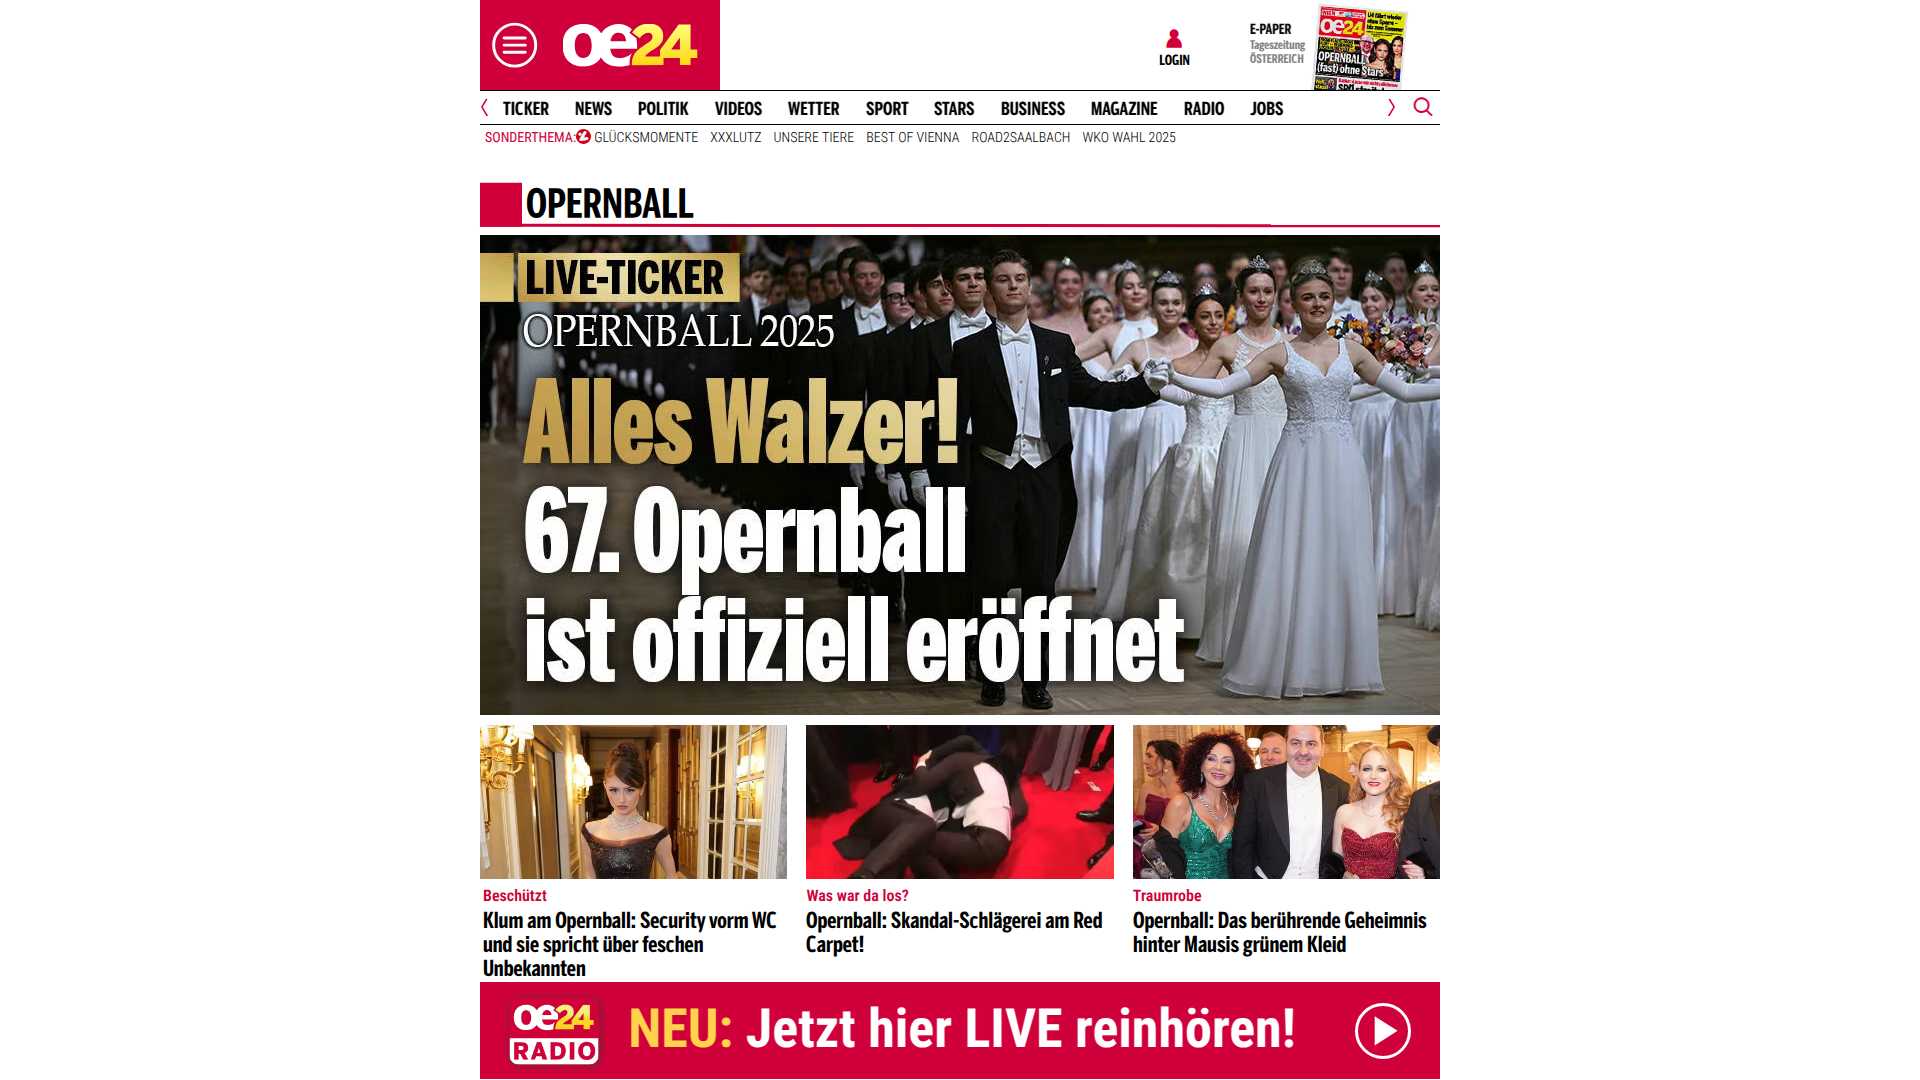 oe24
LOGIN
E-PAPER
Tageszeitung
ÖSTERREICH
oe24
OPERNBALL
(fast) ohne Stars
TICKER NEWS POLITIK VIDEOS WETTER SPORT STARS BUSINESS MAGAZINE RADIO JOBS
SONDERTHEMA: GLÜCKSMOMENTE XXXLUTZ UNSERE TIERE BEST OF VIENNA ROAD2SAALBACH WKO WAHL 2025
OPERNBALL
LIVE-TICKER
OPERNBALL 2025
Alles Walzer!
67. Opernball
ist offiziell eröffnet
Beschützt
Klum am Opernball: Security vorm WC
und sie spricht über feschen
Unbekannten
Was war da los?
Opernball: Skandal-Schlägerei am Red
Carpet!
Traumrobe
Opernball: Das berührende Geheimnis
hinter Mausis grünem Kleid
oe24
RADIO
NEU: Jetzt hier LIVE reinhören!